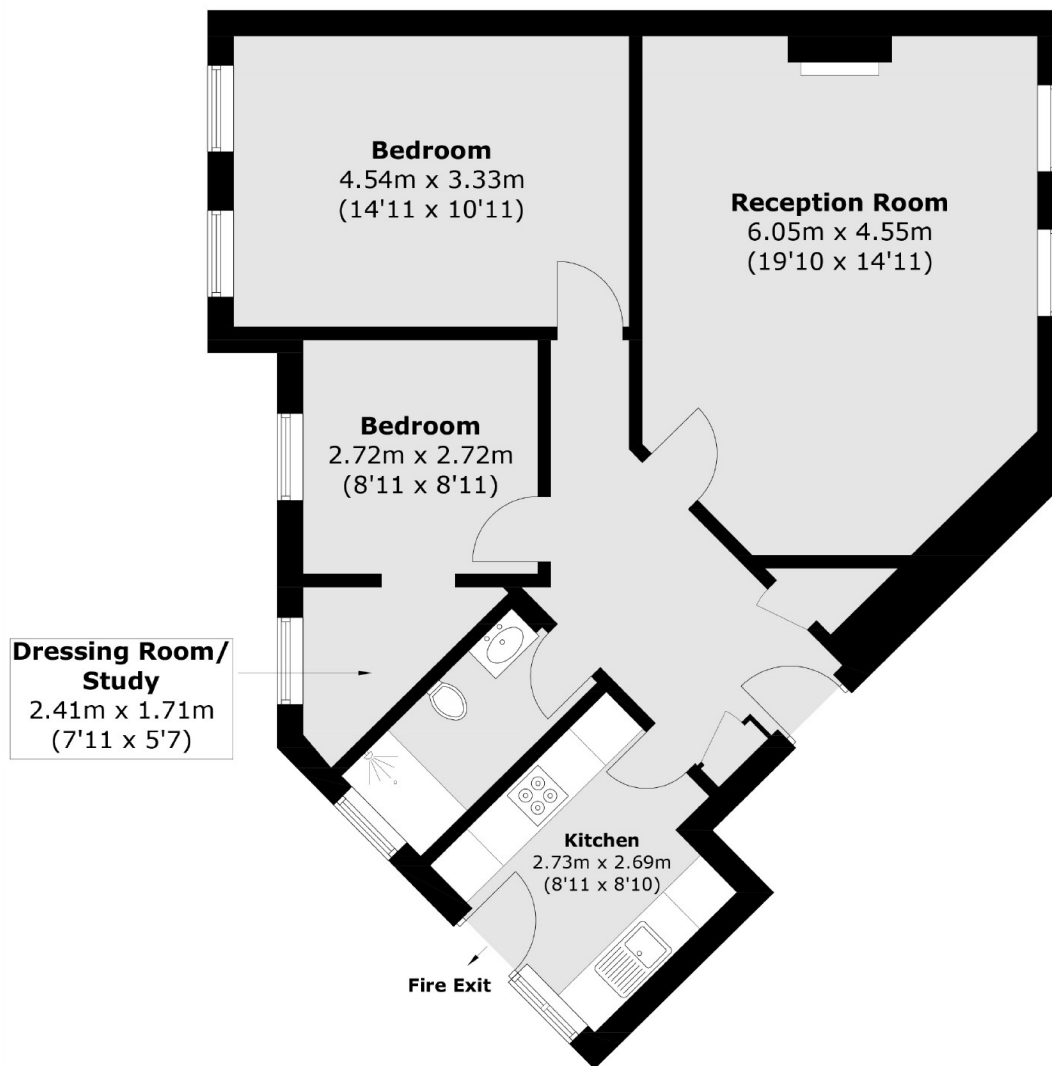 Bedroom
4.54m x 3.33m
(14'11 x 10'11)
Reception Room
6.05m x 4.55m
(19'10 x 14'11)
Bedroom
2.72m x 2.72m
(8'11 x 8'11)
Dressing Room/
Study
2.41m x 1.71m
(7'11 x 5'7)
Kitchen
2.73m x 2.69m
(8'11 x 8'10)
Fire Exit